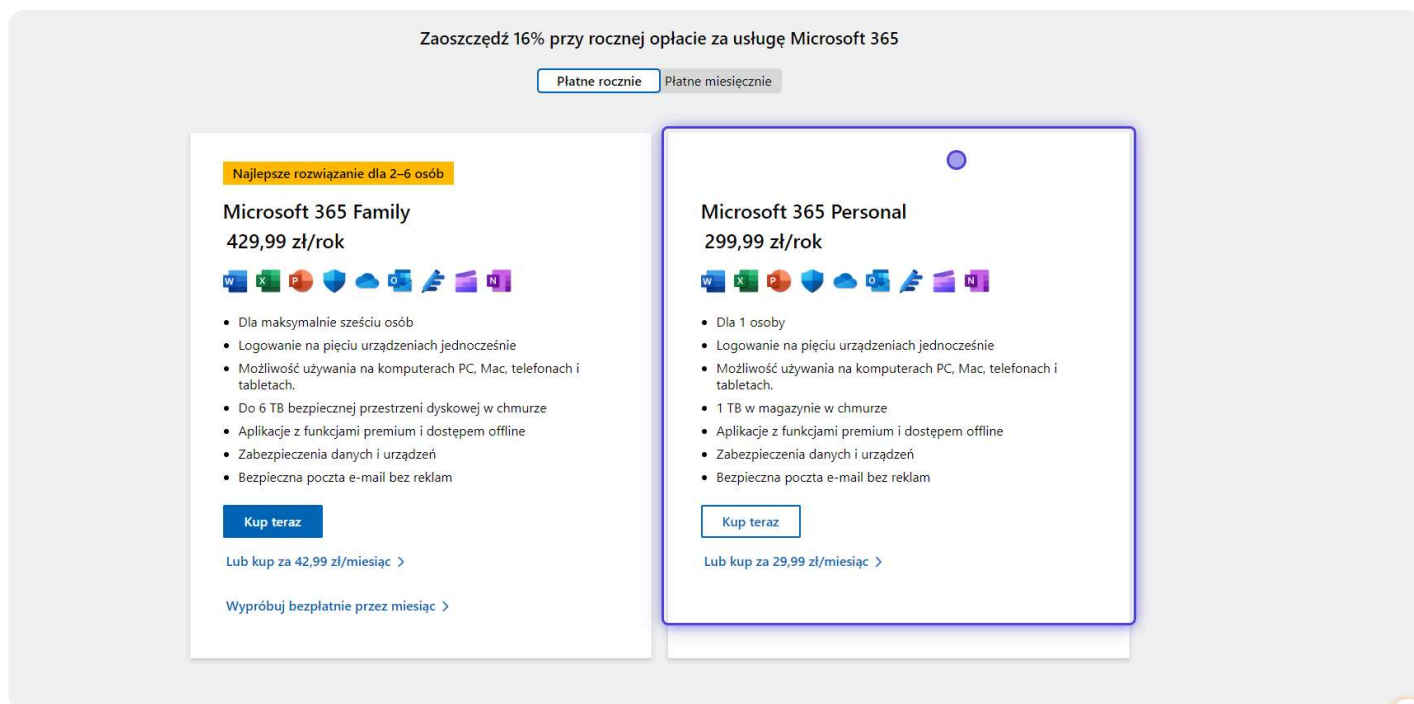 Zaoszczędź 16% przy rocznej opłacie za usługę Microsoft 365
Płatne rocznie
Płatne miesięcznie
Najlepsze rozwiązanie dla 2–6 osób
Microsoft 365 Family
429,99 zł/rok
W X P O N
Dla maksymalnie sześciu osób
Logowanie na pięciu urządzeniach jednocześnie
Możliwość używania na komputerach PC, Mac, telefonach i
tabletach.
Do 6 TB bezpiecznej przestrzeni dyskowej w chmurze
Aplikacje z funkcjami premium i dostępem offline
Zabezpieczenia danych i urządzeń
Bezpieczna poczta e-mail bez reklam
Kup teraz
Lub kup za 42,99 zł/miesiąc
Wypróbuj bezpłatnie przez miesiąc
Microsoft 365 Personal
299,99 zł/rok
W X P O N
Dla 1 osoby
Logowanie na pięciu urządzeniach jednocześnie
Możliwość używania na komputerach PC, Mac, telefonach i
tabletach.
1 TB w magazynie w chmurze
Aplikacje z funkcjami premium i dostępem offline
Zabezpieczenia danych i urządzeń
Bezpieczna poczta e-mail bez reklam
Kup teraz
Lub kup za 29,99 zł/miesiąc